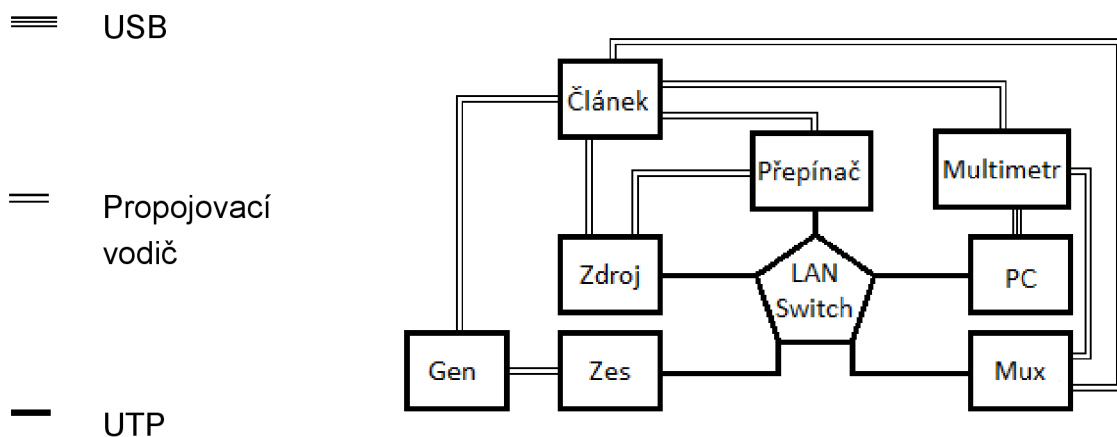 USB
Propojovací
vodič
UTP
Článek
Přepínač
Multimetr
Zdroj
LAN
Switch
PC
Gen
Zes
Mux